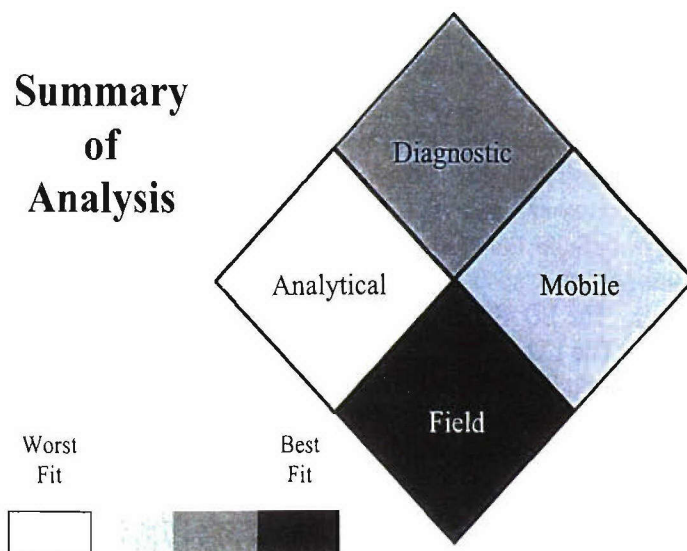 Summary
of
Analysis
Diagnostic
Analytical
Mobile
Field
Worst
Fit
Best
Fit